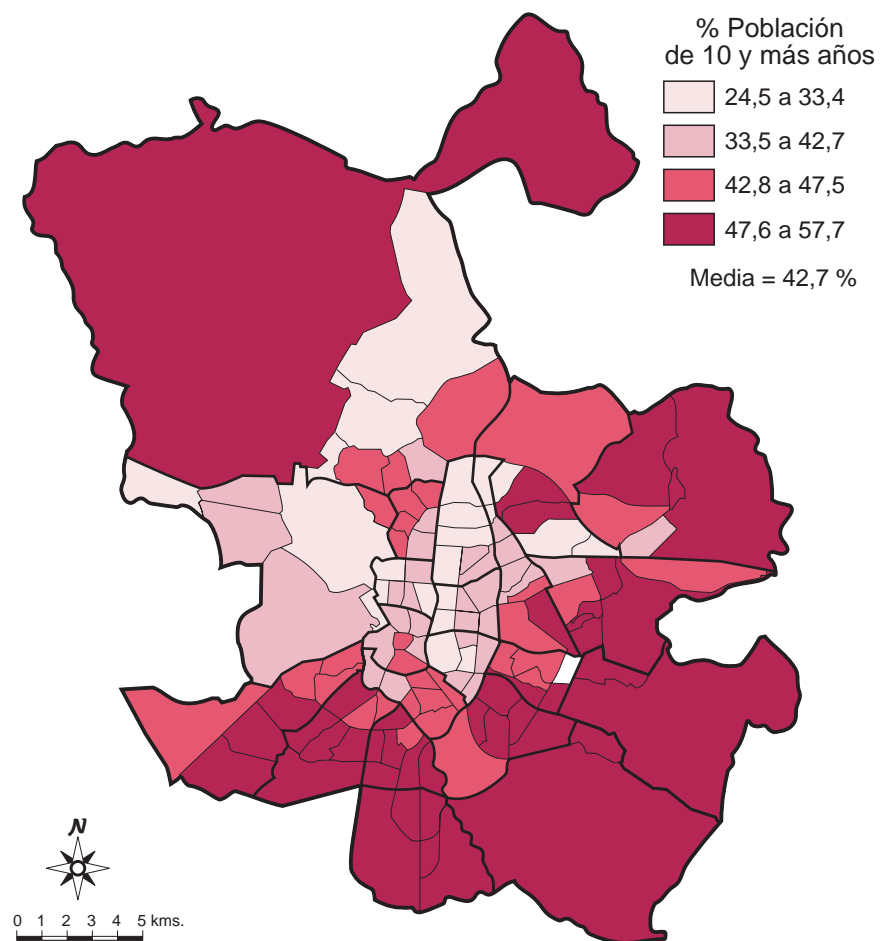 % Población
de 10 y más años
24,5 a 33,4
33,5 a 42,7
42,8 a 47,5
47,6 a 57,7
Media = 42,7 %
N
0 1 2 3 4 5 kms.